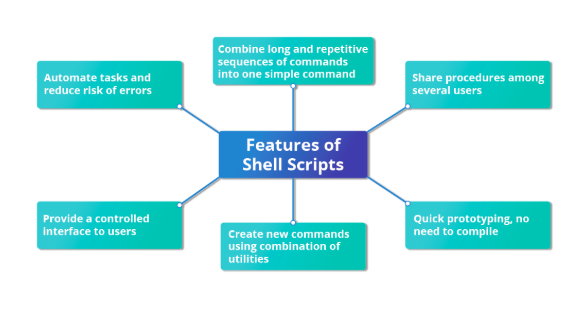 Combine long and repetitive
sequences of commands
into one simple command
Automate tasks and
reduce risk of errors
Share procedures among
several users
Features of
Shell Scripts
Provide a controlled
interface to users
Create new commands
using combination of
utilities
Quick prototyping, no
need to compile